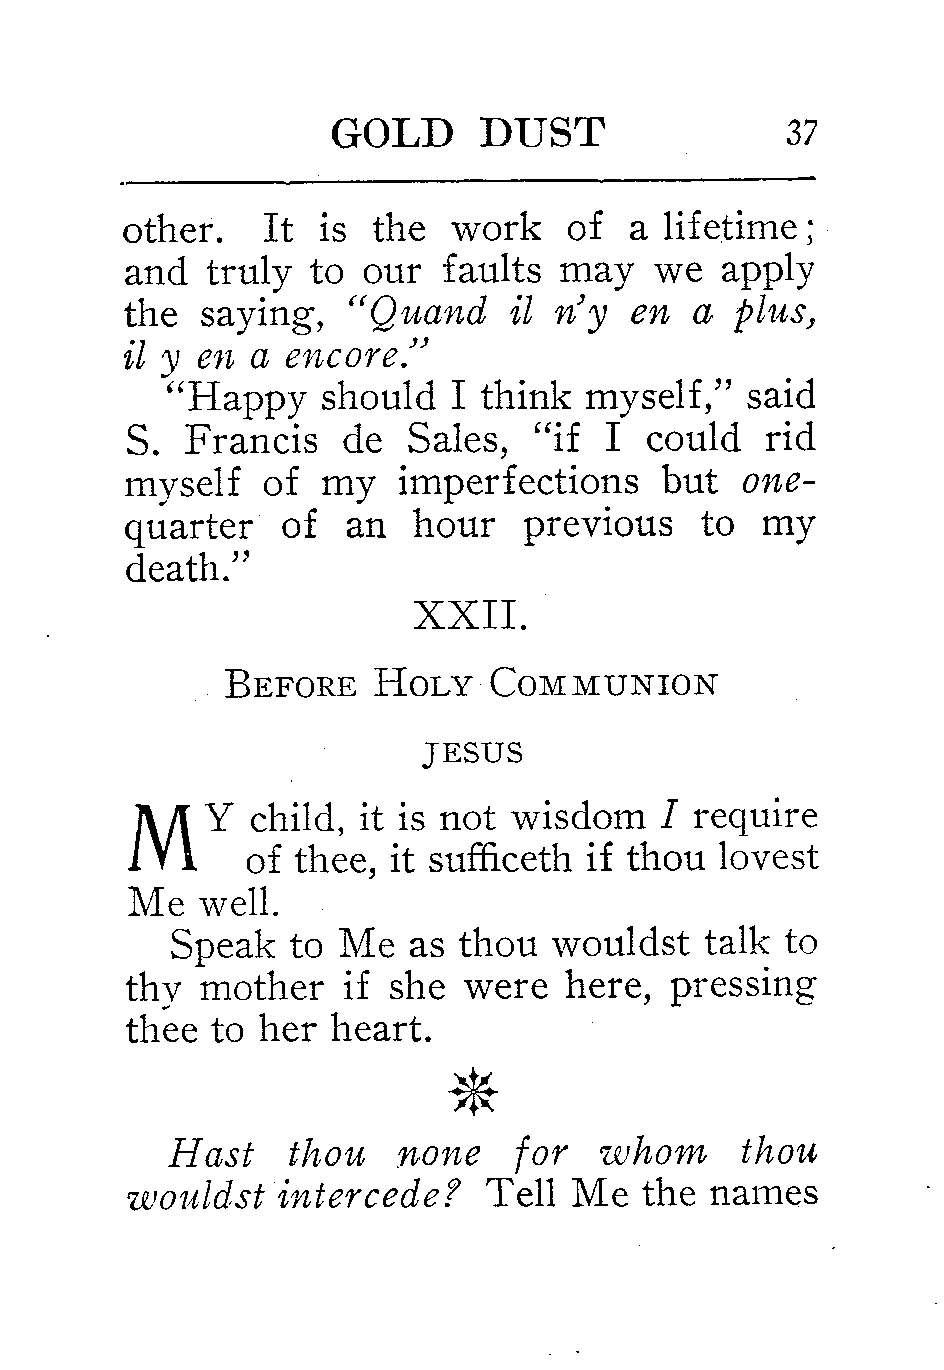 GOLD DUST 37
other. It is the work of a lifetime;
and truly to our faults may we apply
the saying, "Quand il n'y en a plus,
il y en a encore."
"Happy should I think myself," said
S. Francis de Sales, "if I could rid
myself of my imperfections but one-
quarter of an hour previous to my
death."
XXII.
BEFORE HOLY COMMUNION
JESUS
MY child, it is not wisdom I require
of thee, it sufficeth if thou lovest
Me well.
Speak to Me as thou wouldst talk to
thy mother if she were here, pressing
thee to her heart.
Hast thou none for whom thou
wouldst intercede? Tell Me the names